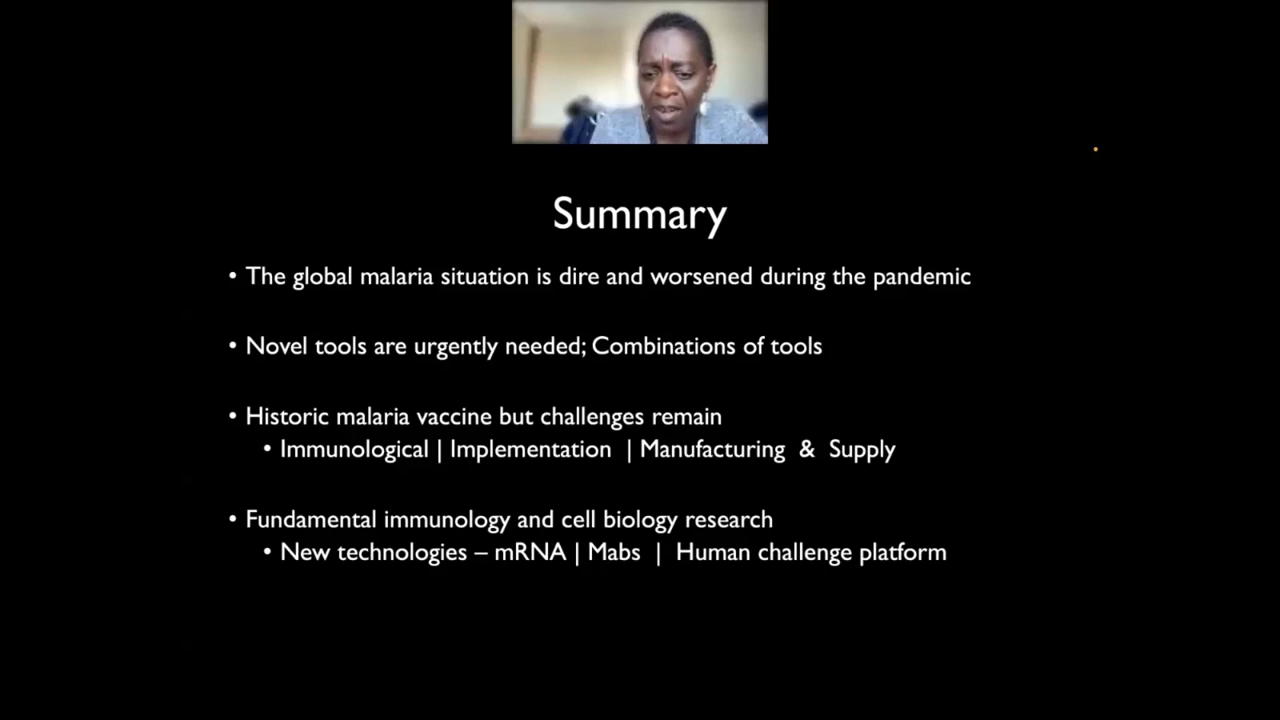 Summary
• The global malaria situation is dire and worsened during the pandemic
• Novel tools are urgently needed; Combinations of tools
• Historic malaria vaccine but challenges remain
• Immunological | Implementation | Manufacturing & Supply
• Fundamental immunology and cell biology research
• New technologies – mRNA | Mabs | Human challenge platform